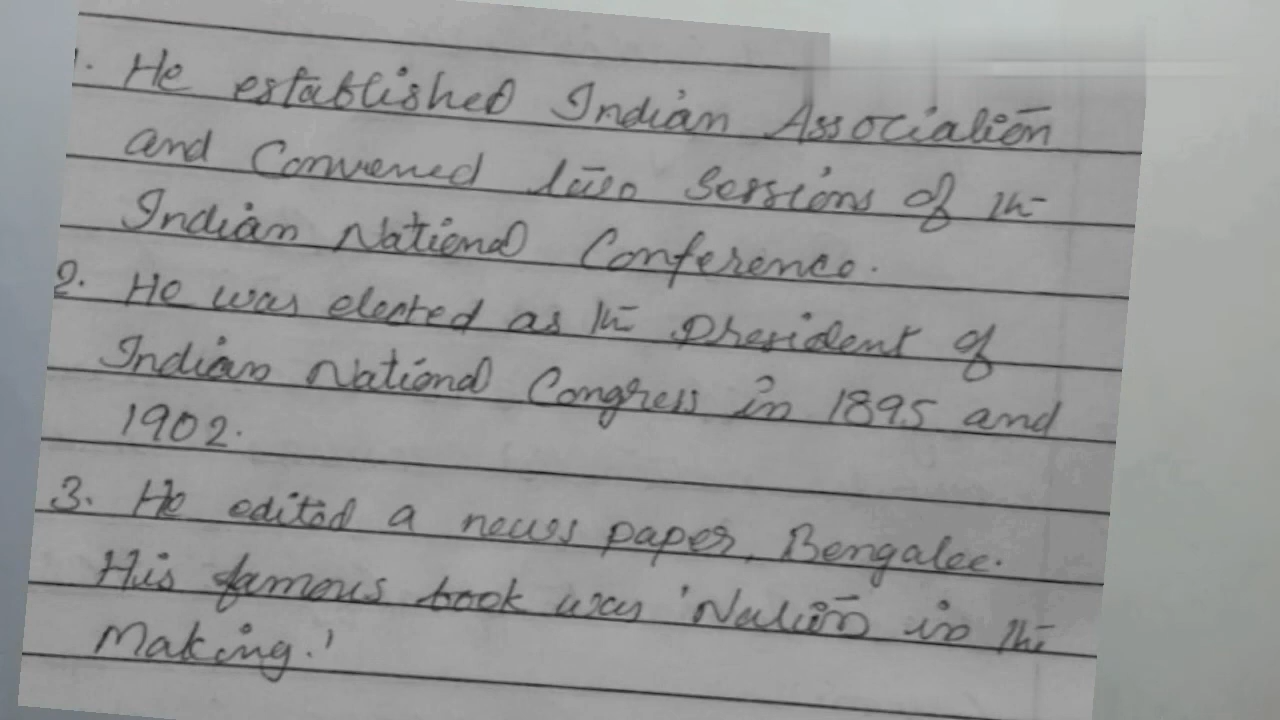 1. He established Indian Association
and Convened two Sessions of the
Indian National Conference.
2. He was elected as the President of
Indian National Congress in 1895 and
1902.
3. He edited a news paper, Bengalee.
His famous book was 'Nation in the
Making.'